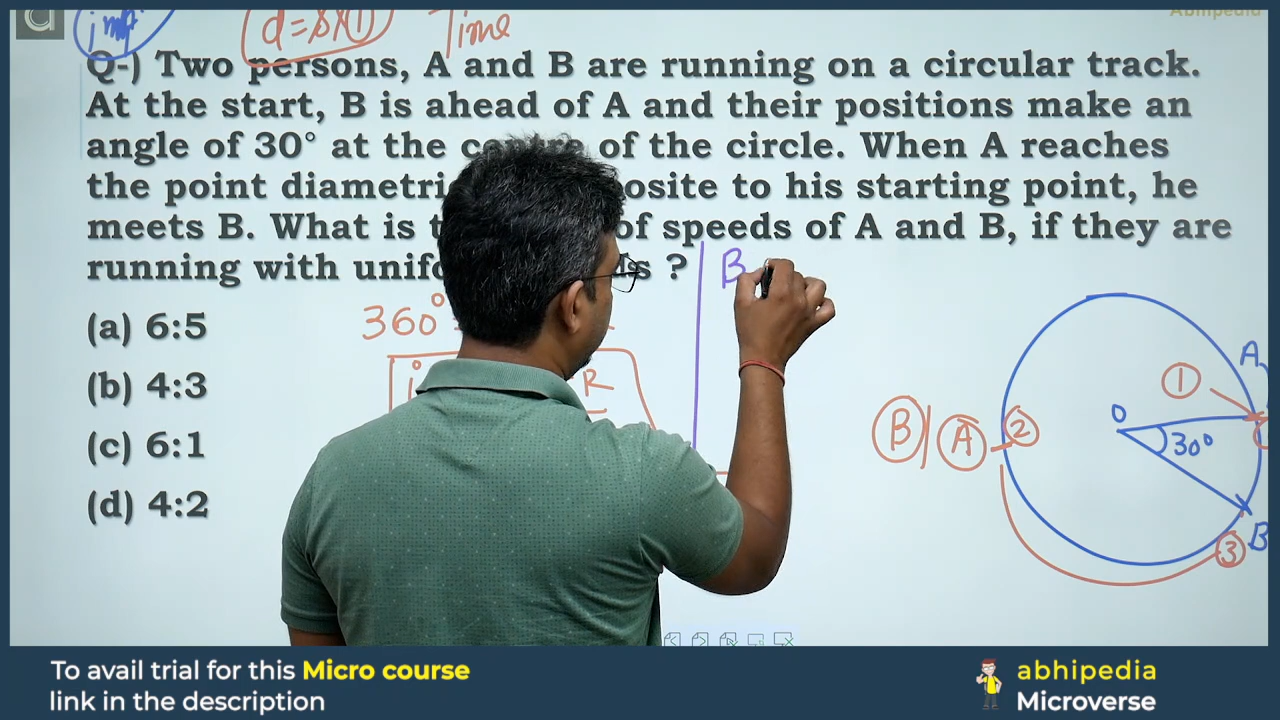 imp
d = s×T Time
Abhipedia
Q-) Two persons, A and B are running on a circular track.
At the start, B is ahead of A and their positions make an
angle of 30° at the centre of the circle. When A reaches
the point diametri osite to his starting point, he
meets B. What is t of speeds of A and B, if they are
running with unifo ds ?
B
(a) 6:5
(b) 4:3
(c) 6:1
(d) 4:2
360°
R
A
1
O
30°
B A 2
3 B
To avail trial for this Micro course
link in the description
abhipedia
Microverse